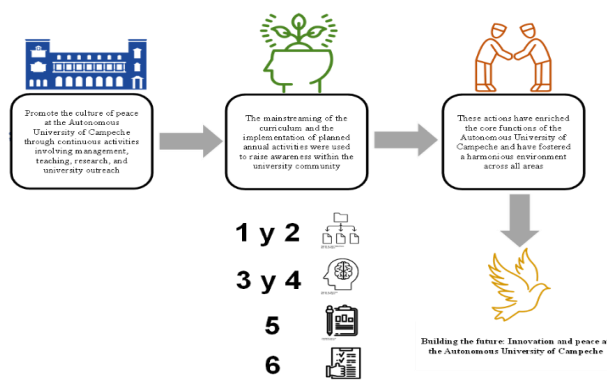 Promote the culture of peace
at the Autonomous
University of Campeche
through continuous activities
involving management,
teaching, research, and
university outreach
The mainstreaming of the
curriculum and the
implementation of planned
annual activities were used
to raise awareness within the
university community
These actions have enriched
the core functions of the
Autonomous University of
Campeche and have fostered
a harmonious environment
across all areas
1 y 2
3 y 4
5
6
Building the future: Innovation and peace a
the Autonomous University of Campeche